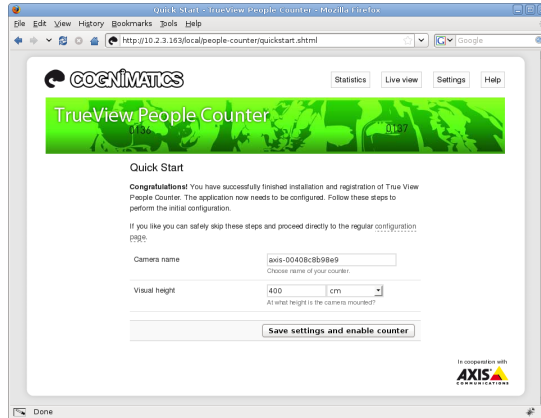 Quick Start - TrueView People Counter - Mozilla Firefox
File Edit View History Bookmarks Tools Help
http://10.2.3.163/local/people-counter/quickstart.shtml
Google
COGNIMATICS
Statistics Live view Settings Help
TrueView People Counter
0136 0137
Quick Start
Congratulations! You have successfully finished installation and registration of True View
People Counter. The application now needs to be configured. Follow these steps to
perform the initial configuration.
If you like you can safely skip these steps and proceed directly to the regular configuration
page.
Camera name axis-00408c8b98e9
Choose name of your counter.
Visual height 400 cm
At what height is the camera mounted?
Save settings and enable counter
In cooperation with
AXIS
COMMUNICATIONS
Done